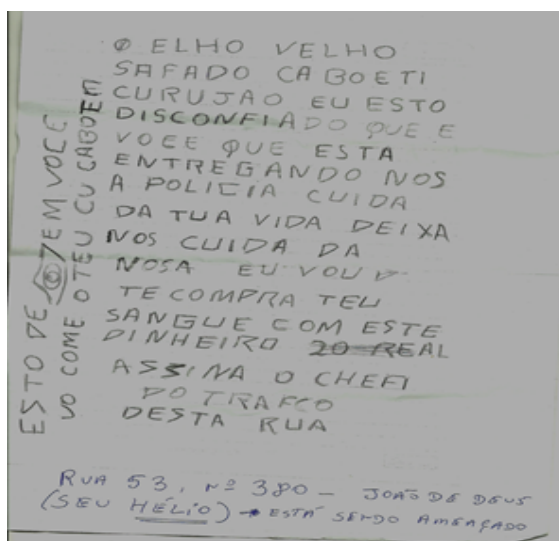 Ø ELHO VELHO
SAFADO CABOETI
CURUJAO EU ESTO
DISCONFIADO QUE E
VOCE QUE ESTA
ENTREGANDO NOS
A POLICIA CUIDA
DA TUA VIDA DEIXA
NOS CUIDA DA
NOSA EU VOU
TE COMPRA TEU
SANGUE COM ESTE
DINHEIRO 20 REAL
ASSINA O CHEFI
DO TRAFCO
DESTA RUA
ESTO DE EM VOCE
VO COME O TEU CU CABOEM
RUA 53, Nº 380 - JOÃO DE DEUS
(SEU HÉLIO) → ESTÁ SENDO AMEAÇADO